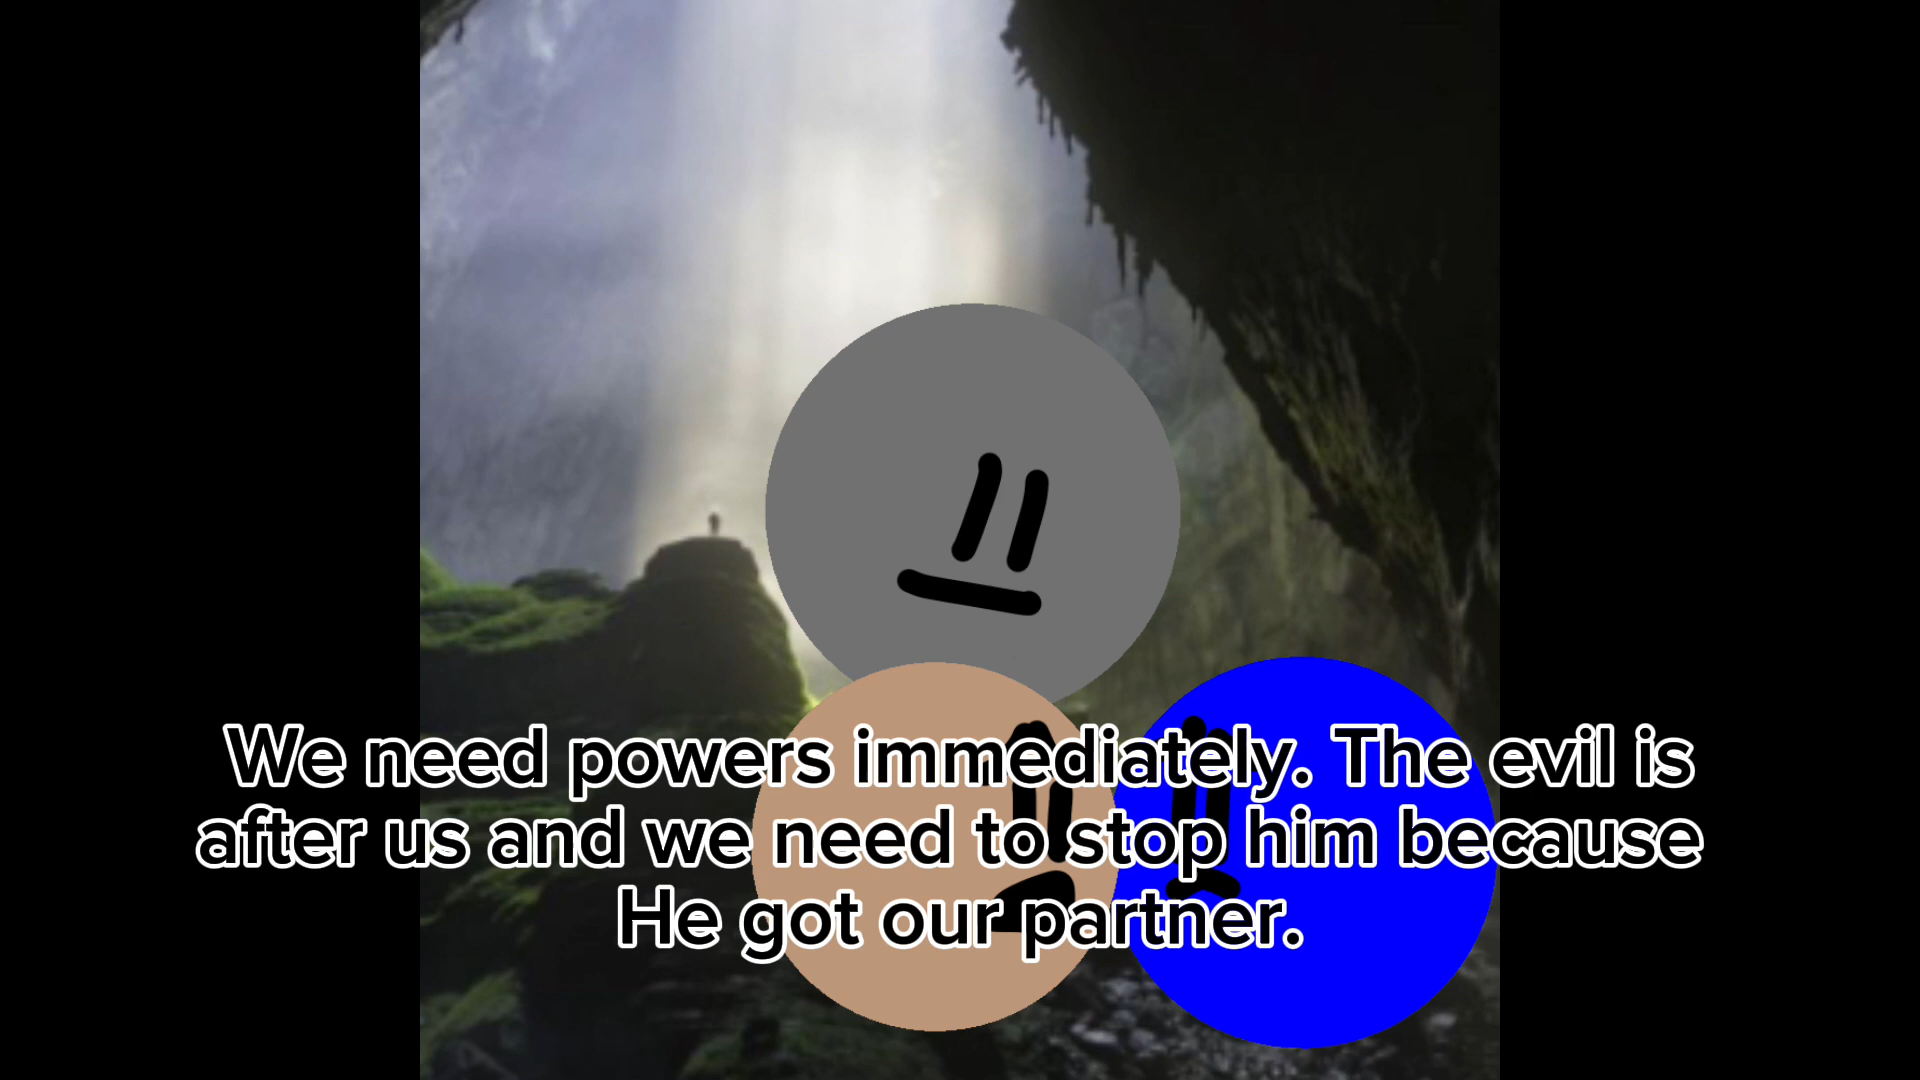 We need powers immediately. The evil is
after us and we need to stop him because
He got our partner.